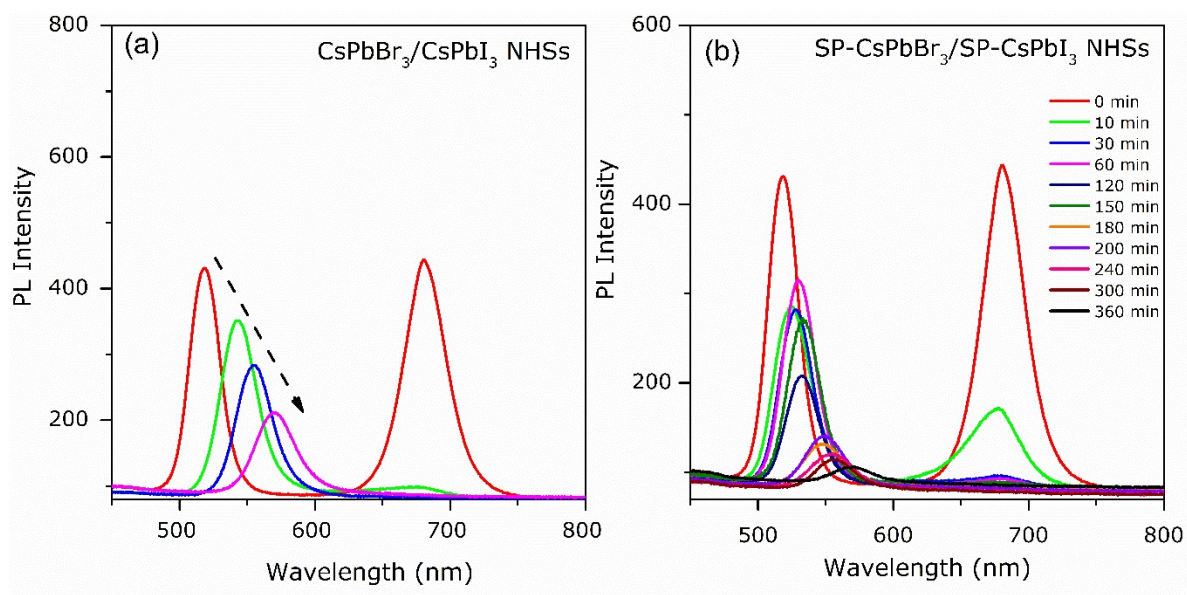 (a)
CsPbBr₃/CsPbI₃ NHSs
800
600
400
200
PL Intensity
500
600
700
800
Wavelength (nm)
(b)
SP-CsPbBr₃/SP-CsPbI₃ NHSs
0 min
10 min
30 min
60 min
120 min
150 min
180 min
200 min
240 min
300 min
360 min
600
400
200
PL Intensity
500
600
700
800
Wavelength (nm)